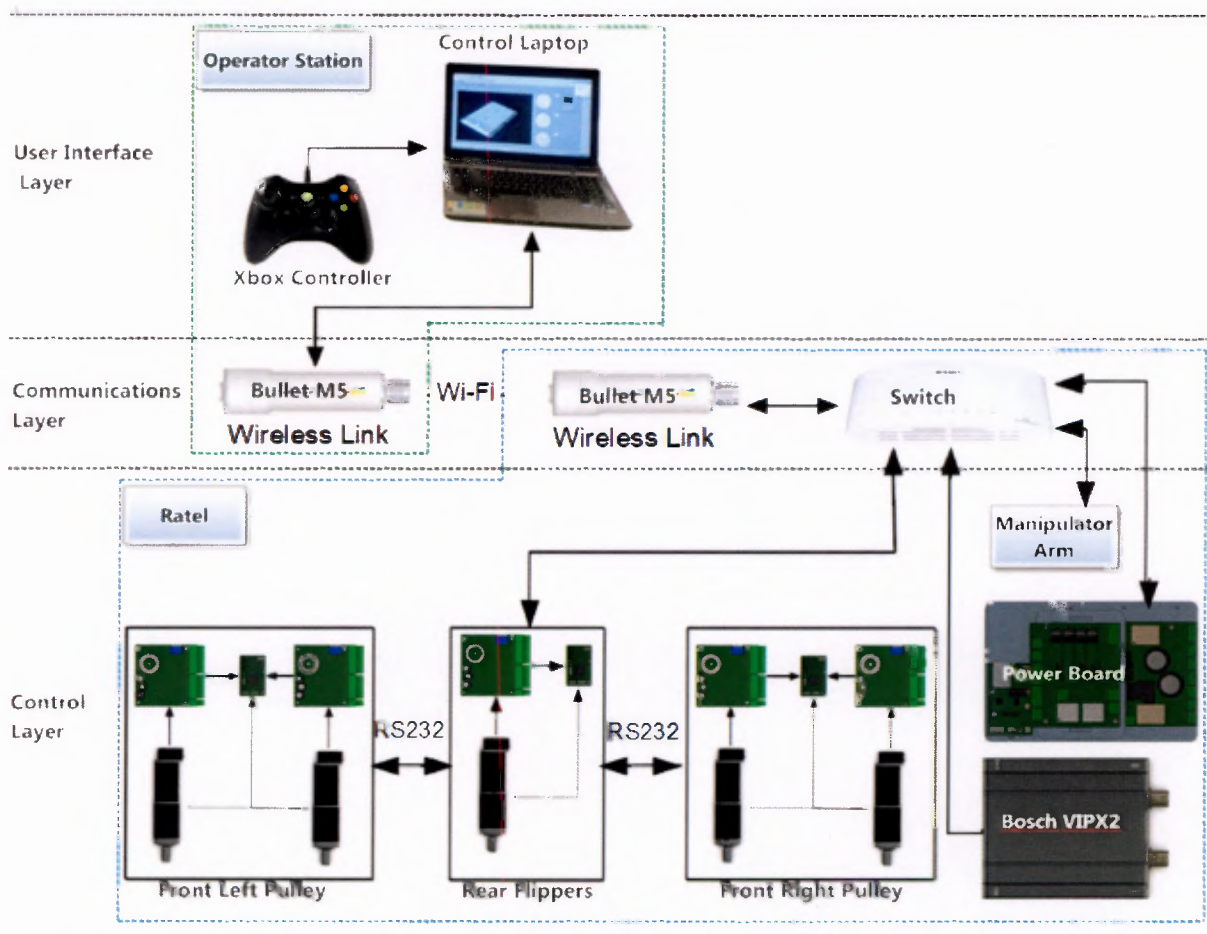 Control Laptop
Operator Station
User Interface
Layer
Xbox Controller
Communications
Layer
Bullet M5
Wi-Fi
Bullet M5
Switch
Wireless Link
Wireless Link
Ratel
Manipulator
Arm
Power Board
Control
Layer
RS232
RS232
Bosch VIPX2
Front Left Pulley
Rear Flippers
Front Right Pulley